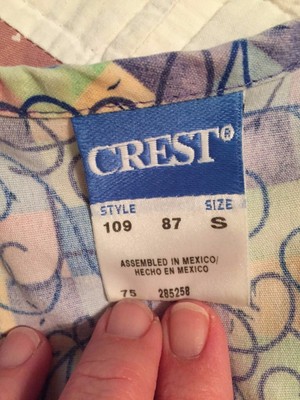 CREST®
STYLE SIZE
109 87 S
ASSEMBLED IN MEXICO/
HECHO EN MEXICO
75 285258